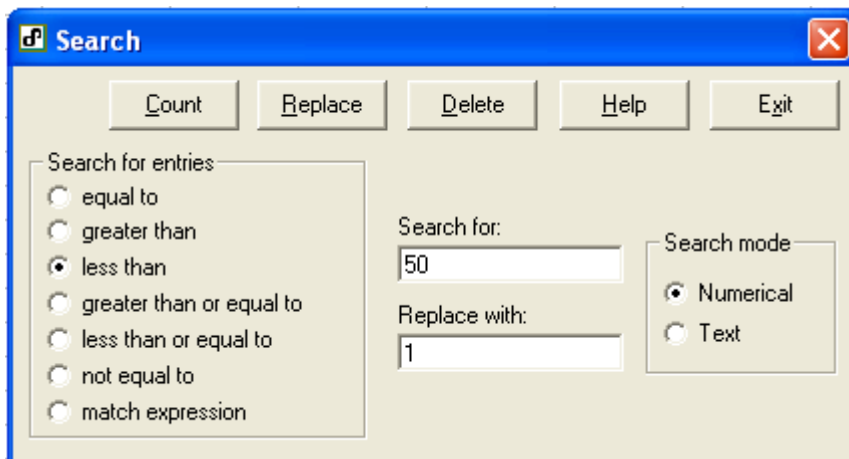 Search
Count Replace Delete Help Exit
Search for entries
equal to
greater than
less than
greater than or equal to
less than or equal to
not equal to
match expression
Search for:
50
Replace with:
1
Search mode
Numerical
Text